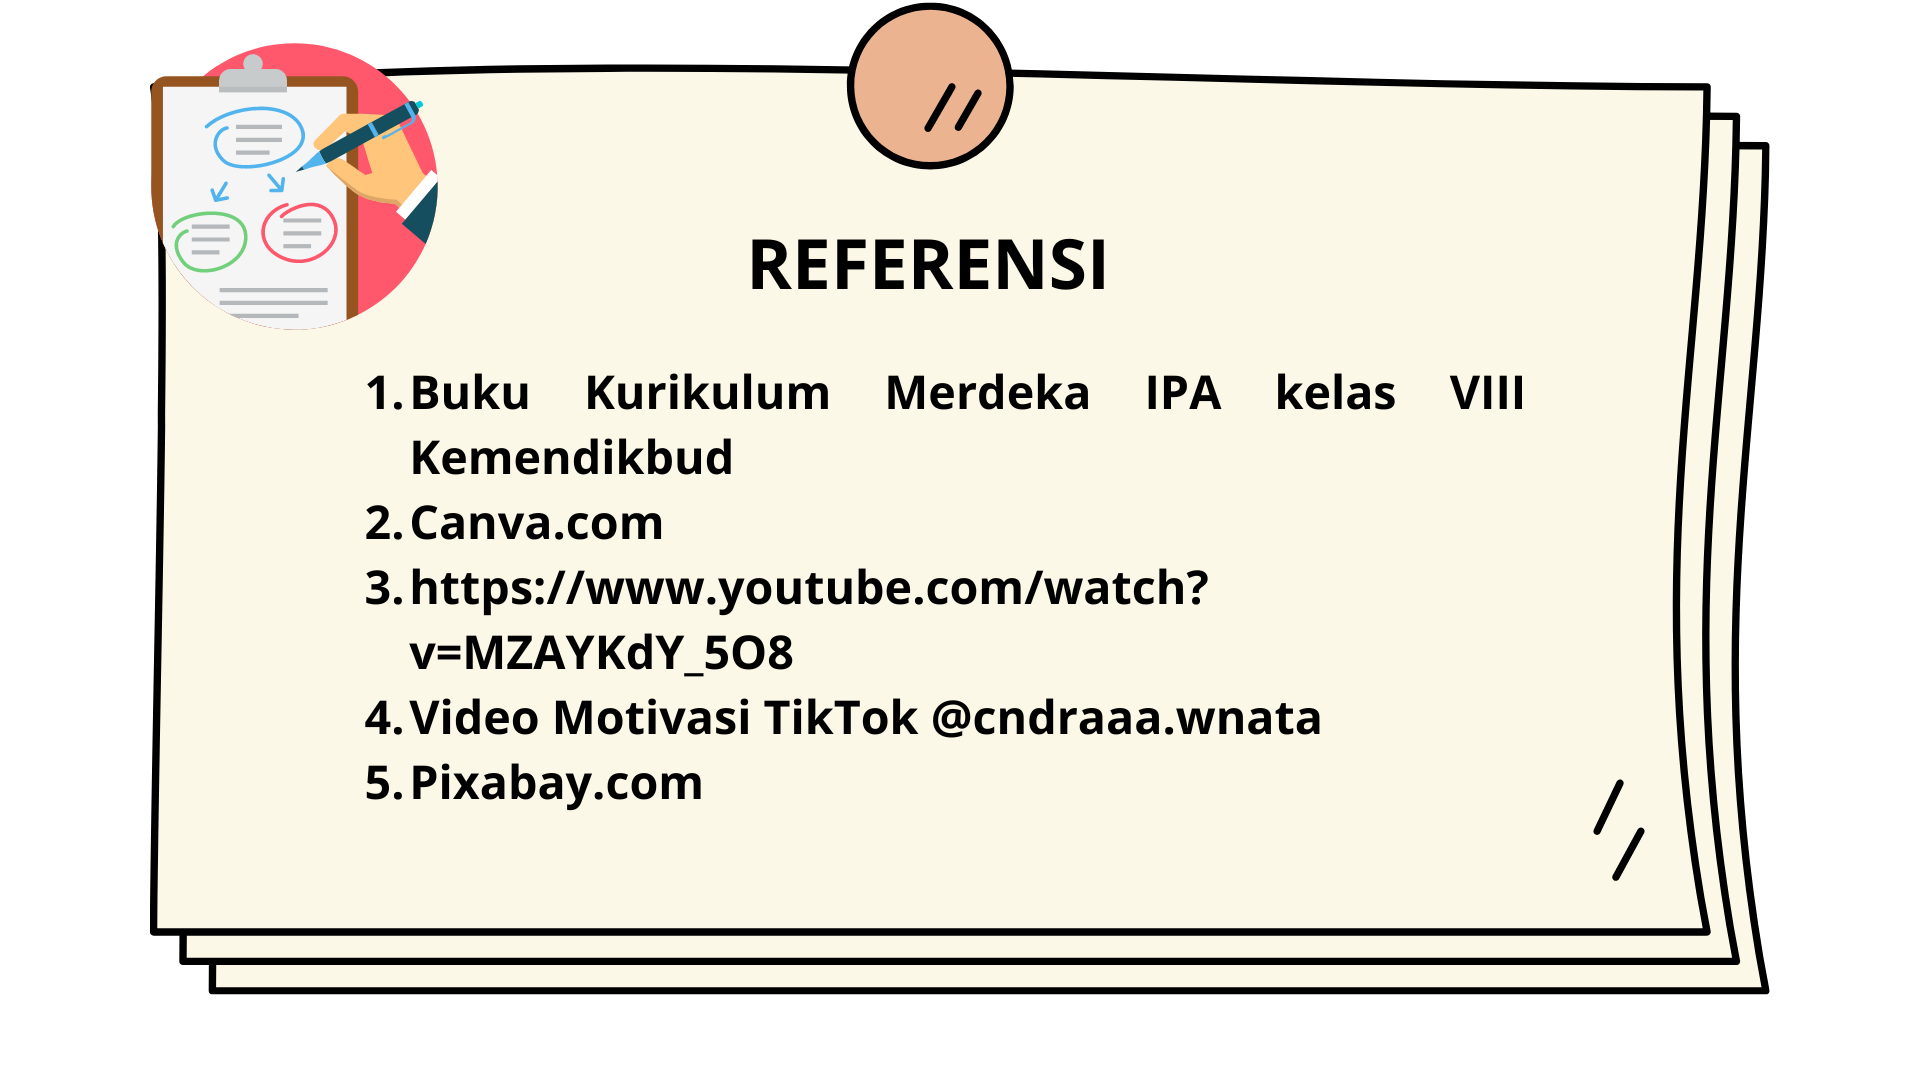 REFERENSI
1. Buku Kurikulum Merdeka IPA kelas VIII
Kemendikbud
2. Canva.com
3. https://www.youtube.com/watch?
v=MZAYKdY_5O8
4. Video Motivasi TikTok @cndraaa.wnata
5. Pixabay.com